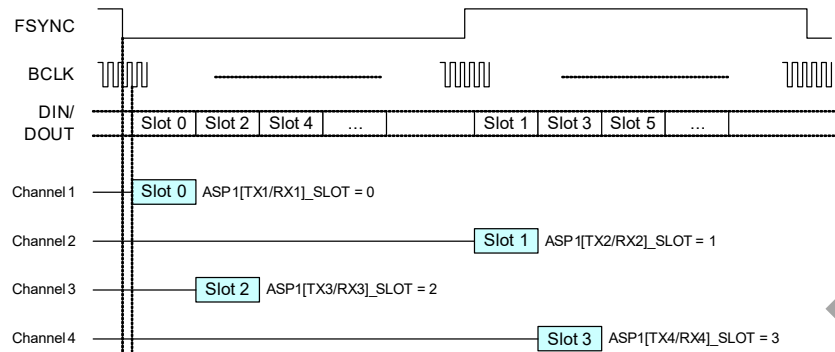 FSYNC
BCLK
DIN/
DOUT
Slot 0 Slot 2 Slot 4 ... Slot 1 Slot 3 Slot 5 ...
Channel 1 Slot 0 ASP1[TX1/RX1]_SLOT = 0
Channel 2 Slot 1 ASP1[TX2/RX2]_SLOT = 1
Channel 3 Slot 2 ASP1[TX3/RX3]_SLOT = 2
Channel 4 Slot 3 ASP1[TX4/RX4]_SLOT = 3